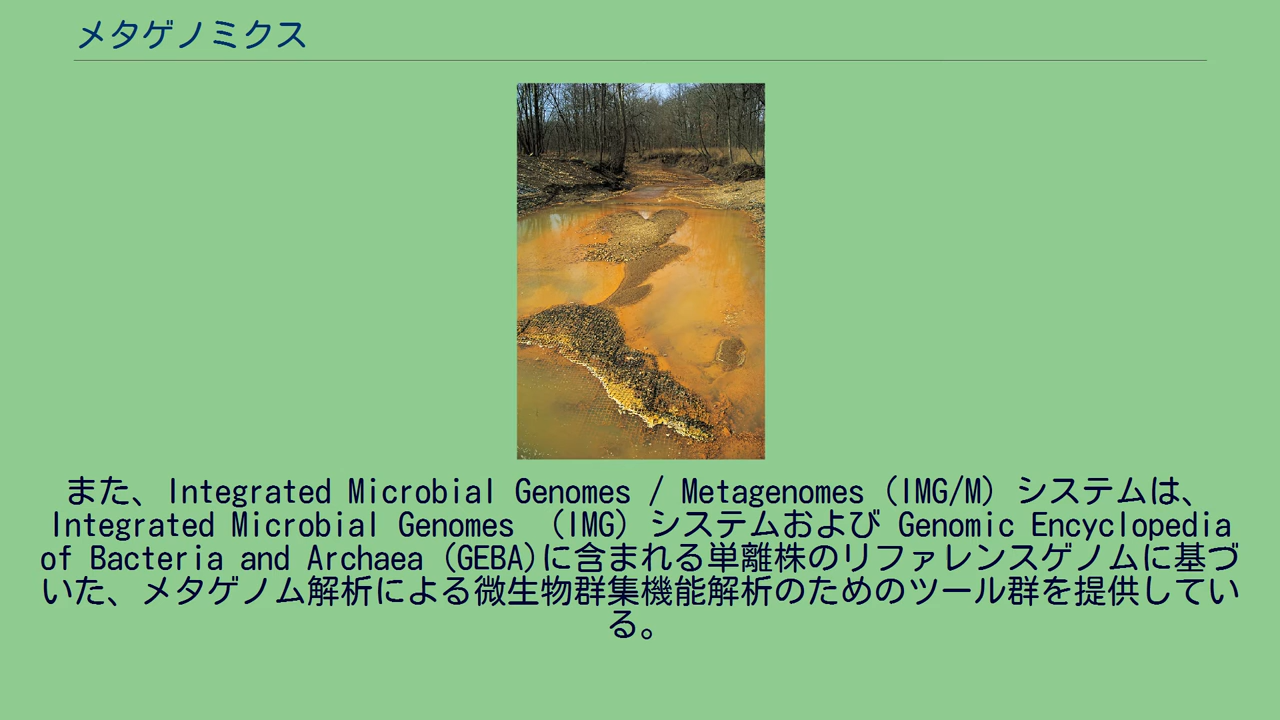 メタゲノミクス
また、Integrated Microbial Genomes / Metagenomes (IMG/M) システムは、
Integrated Microbial Genomes （IMG）システムおよび Genomic Encyclopedia
of Bacteria and Archaea (GEBA)に含まれる単離株のリファレンスゲノムに基づ
いた、メタゲノム解析による微生物群集機能解析のためのツール群を提供してい
る。